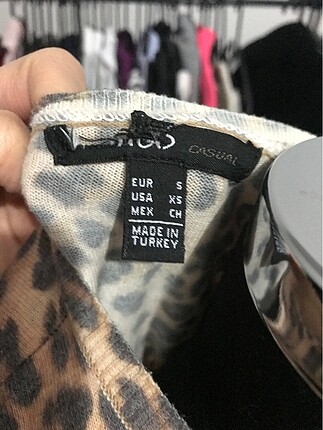 CASUAL
EUR S
USA XS
MEX CH
MADE IN
TURKEY